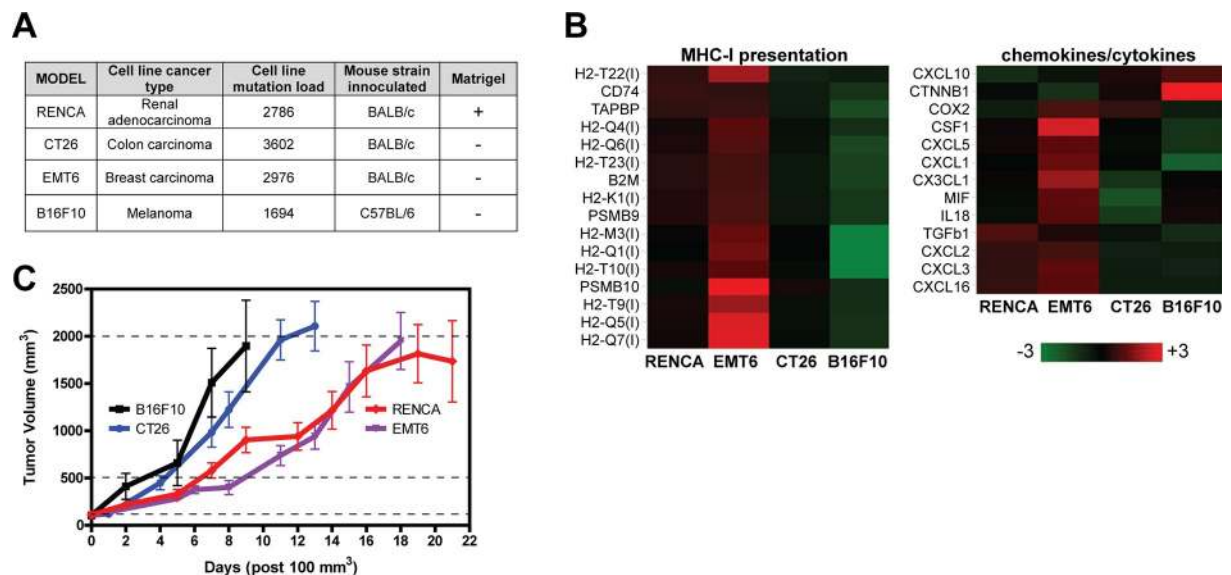 A
MODEL Cell line cancer type Cell line mutation load Mouse strain innoculated Matrigel
RENCA Renal adenocarcinoma 2786 BALB/c +
CT26 Colon carcinoma 3602 BALB/c -
EMT6 Breast carcinoma 2976 BALB/c -
B16F10 Melanoma 1694 C57BL/6 -
B
MHC-I presentation
H2-T22(I)
CD74
TAPBP
H2-Q4(I)
H2-Q6(I)
H2-T23(I)
B2M
H2-K1(I)
PSMB9
H2-M3(I)
H2-Q1(I)
H2-T10(I)
PSMB10
H2-T9(I)
H2-Q5(I)
H2-Q7(I)
RENCA EMT6 CT26 B16F10
chemokines/cytokines
CXCL10
CTNNB1
COX2
CSF1
CXCL5
CXCL1
CX3CL1
MIF
IL18
TGFb1
CXCL2
CXCL3
CXCL16
RENCA EMT6 CT26 B16F10
-3 +3
C
Tumor Volume (mm³)
2500
2000
1500
1000
500
0
B16F10
CT26
RENCA
EMT6
0 2 4 6 8 10 12 14 16 18 20 22
Days (post 100 mm³)